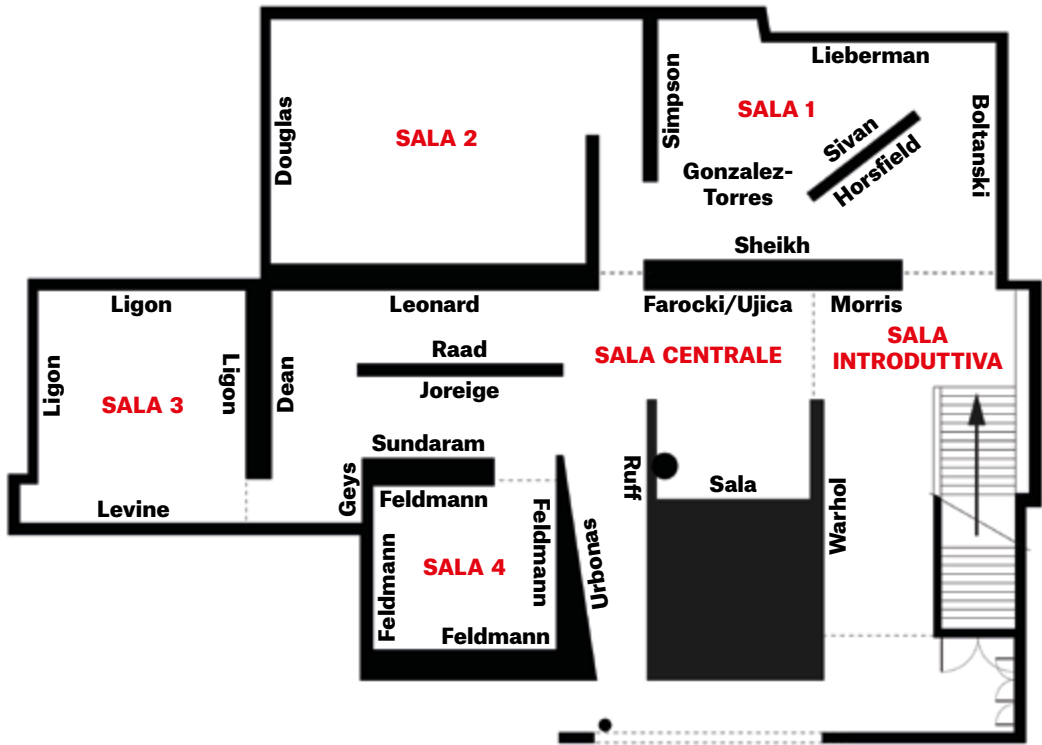 Lieberman
Simpson
SALA 1
Boltanski
Douglas
SALA 2
Sivan
Horsfield
Gonzalez-
Torres
Sheikh
Ligon
Leonard
Farocki/Ujica
Morris
SALA
INTRODUTTIVA
Raad
SALA CENTRALE
Ligon
SALA 3
Ligon
Dean
Joreige
Sundaram
Geys
Feldmann
Ruff
Sala
Warhol
Levine
Feldmann
SALA 4
Feldmann
Urbonas
Feldmann